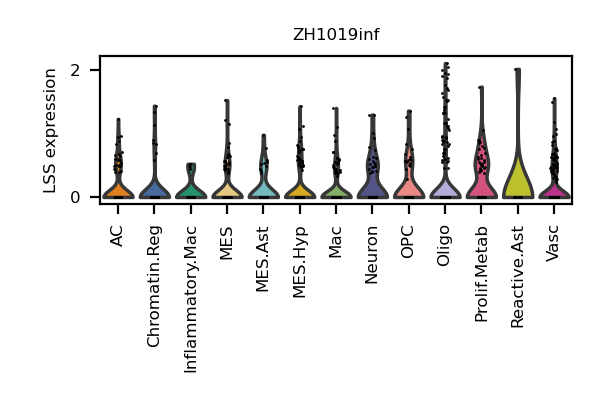 ZH1019inf
LSS expression
2
0
AC
Chromatin.Reg
Inflammatory.Mac
MES
MES.Ast
MES.Hyp
Mac
Neuron
OPC
Oligo
Prolif.Metab
Reactive.Ast
Vasc